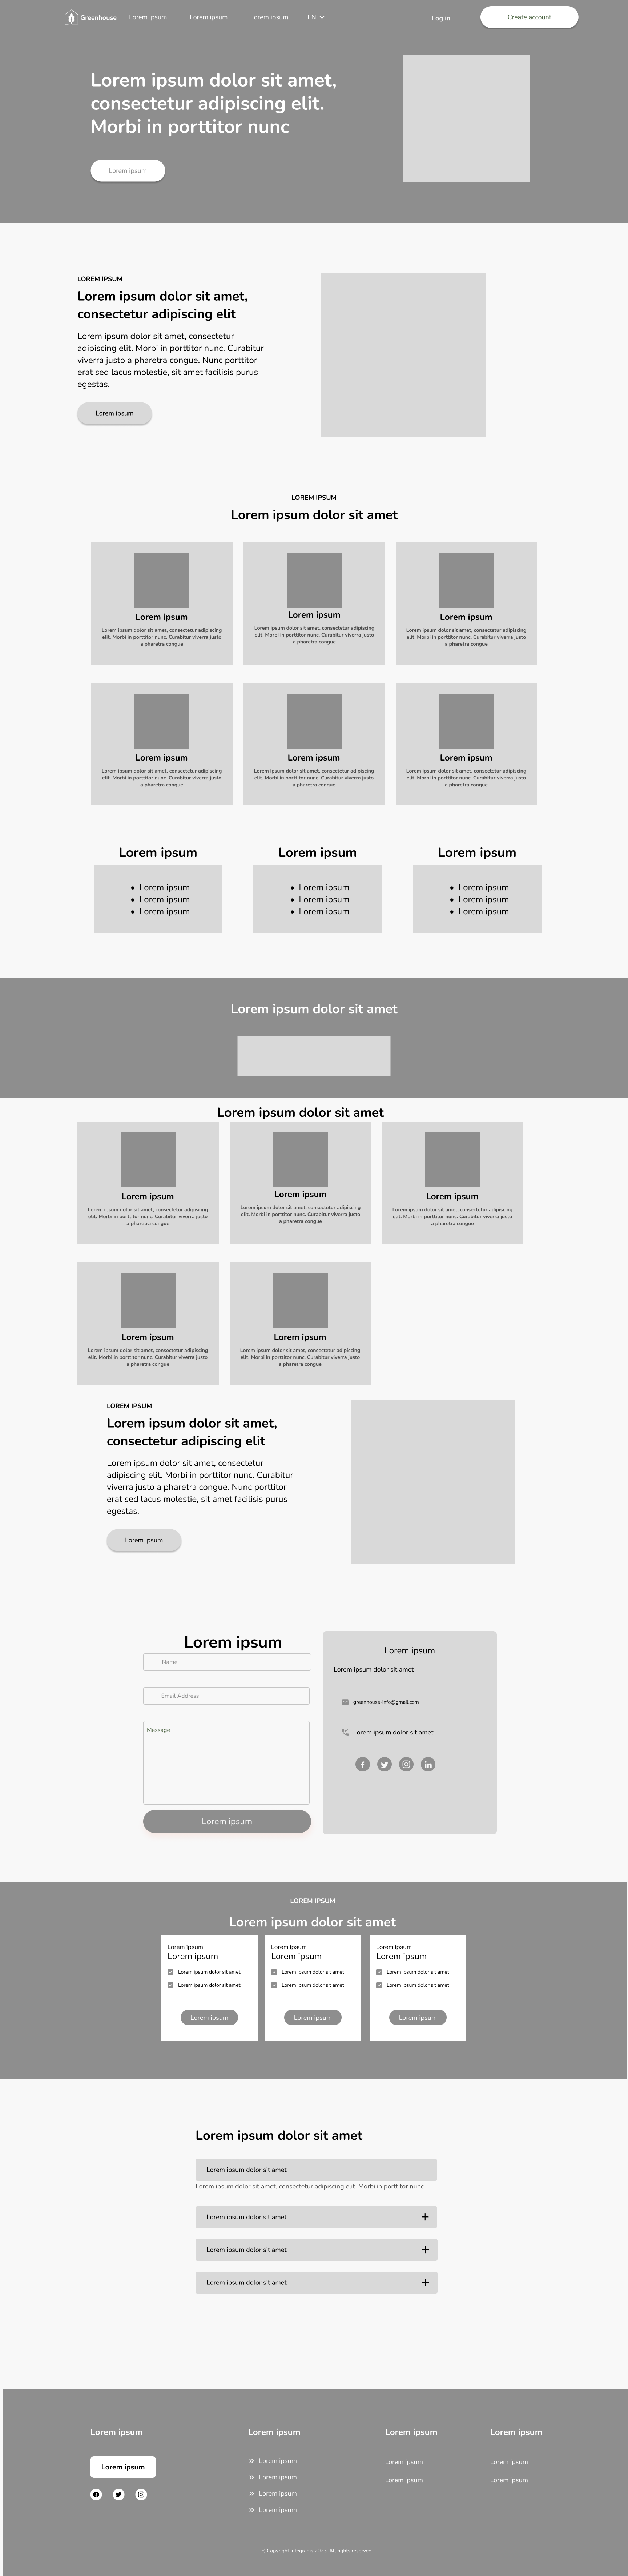 Greenhouse Lorem ipsum Lorem ipsum Lorem ipsum EN Log in Create account
Lorem ipsum dolor sit amet,
consectetur adipiscing elit.
Morbi in porttitor nunc
Lorem ipsum
LOREM IPSUM
Lorem ipsum dolor sit amet,
consectetur adipiscing elit
Lorem ipsum dolor sit amet, consectetur
adipiscing elit. Morbi in porttitor nunc. Curabitur
viverra justo a pharetra congue. Nunc porttitor
erat sed lacus molestie, sit amet facilisis purus
egestas.
Lorem ipsum
LOREM IPSUM
Lorem ipsum dolor sit amet
Lorem ipsum
Lorem ipsum dolor sit amet, consectetur adipiscing
elit. Morbi in porttitor nunc. Curabitur viverra justo
a pharetra congue
Lorem ipsum
Lorem ipsum dolor sit amet, consectetur adipiscing
elit. Morbi in porttitor nunc. Curabitur viverra justo
a pharetra congue
Lorem ipsum
Lorem ipsum dolor sit amet, consectetur adipiscing
elit. Morbi in porttitor nunc. Curabitur viverra justo
a pharetra congue
Lorem ipsum
Lorem ipsum dolor sit amet, consectetur adipiscing
elit. Morbi in porttitor nunc. Curabitur viverra justo
a pharetra congue
Lorem ipsum
Lorem ipsum dolor sit amet, consectetur adipiscing
elit. Morbi in porttitor nunc. Curabitur viverra justo
a pharetra congue
Lorem ipsum
Lorem ipsum dolor sit amet, consectetur adipiscing
elit. Morbi in porttitor nunc. Curabitur viverra justo
a pharetra congue
Lorem ipsum
• Lorem ipsum
• Lorem ipsum
• Lorem ipsum
Lorem ipsum
• Lorem ipsum
• Lorem ipsum
• Lorem ipsum
Lorem ipsum
• Lorem ipsum
• Lorem ipsum
• Lorem ipsum
Lorem ipsum dolor sit amet
Lorem ipsum dolor sit amet
Lorem ipsum
Lorem ipsum dolor sit amet, consectetur adipiscing
elit. Morbi in porttitor nunc. Curabitur viverra justo
a pharetra congue
Lorem ipsum
Lorem ipsum dolor sit amet, consectetur adipiscing
elit. Morbi in porttitor nunc. Curabitur viverra justo
a pharetra congue
Lorem ipsum
Lorem ipsum dolor sit amet, consectetur adipiscing
elit. Morbi in porttitor nunc. Curabitur viverra justo
a pharetra congue
Lorem ipsum
Lorem ipsum dolor sit amet, consectetur adipiscing
elit. Morbi in porttitor nunc. Curabitur viverra justo
a pharetra congue
Lorem ipsum
Lorem ipsum dolor sit amet, consectetur adipiscing
elit. Morbi in porttitor nunc. Curabitur viverra justo
a pharetra congue
LOREM IPSUM
Lorem ipsum dolor sit amet,
consectetur adipiscing elit
Lorem ipsum dolor sit amet, consectetur
adipiscing elit. Morbi in porttitor nunc. Curabitur
viverra justo a pharetra congue. Nunc porttitor
erat sed lacus molestie, sit amet facilisis purus
egestas.
Lorem ipsum
Lorem ipsum
Name
Email Address
Message
Lorem ipsum
Lorem ipsum
Lorem ipsum dolor sit amet
greenhouse-info@gmail.com
Lorem ipsum dolor sit amet
LOREM IPSUM
Lorem ipsum dolor sit amet
Lorem ipsum
Lorem ipsum
Lorem ipsum dolor sit amet
Lorem ipsum dolor sit amet
Lorem ipsum
Lorem ipsum
Lorem ipsum
Lorem ipsum dolor sit amet
Lorem ipsum dolor sit amet
Lorem ipsum
Lorem ipsum
Lorem ipsum
Lorem ipsum dolor sit amet
Lorem ipsum dolor sit amet
Lorem ipsum
Lorem ipsum dolor sit amet
Lorem ipsum dolor sit amet
Lorem ipsum dolor sit amet, consectetur adipiscing elit. Morbi in porttitor nunc.
Lorem ipsum dolor sit amet
Lorem ipsum dolor sit amet
Lorem ipsum dolor sit amet
Lorem ipsum
Lorem ipsum
Lorem ipsum
Lorem ipsum
Lorem ipsum
Lorem ipsum
Lorem ipsum
Lorem ipsum
Lorem ipsum
Lorem ipsum
Lorem ipsum
Lorem ipsum
Lorem ipsum
(c) Copyright Integradis 2023. All rights reserved